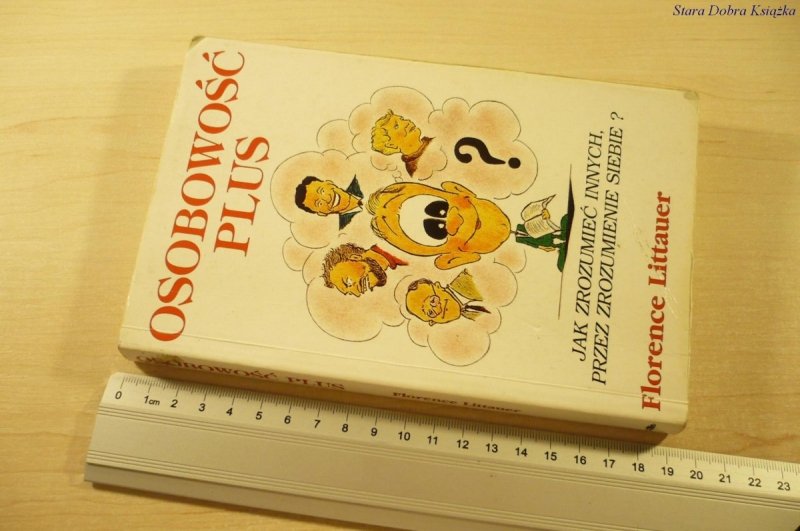 Stara Dobra Książka
OSOBOWOŚĆ
PLUS
?
JAK ZROZUMIEĆ INNYCH,
PRZEZ ZROZUMIENIE SIEBIE ?
Florence Littauer
OSOBOWOŚĆ PLUS Florence Littauer
0 1cm 2 3 4 5 6 7 8 9 10 11 12 13 14 15 16 17 18 19 20 21 22 23